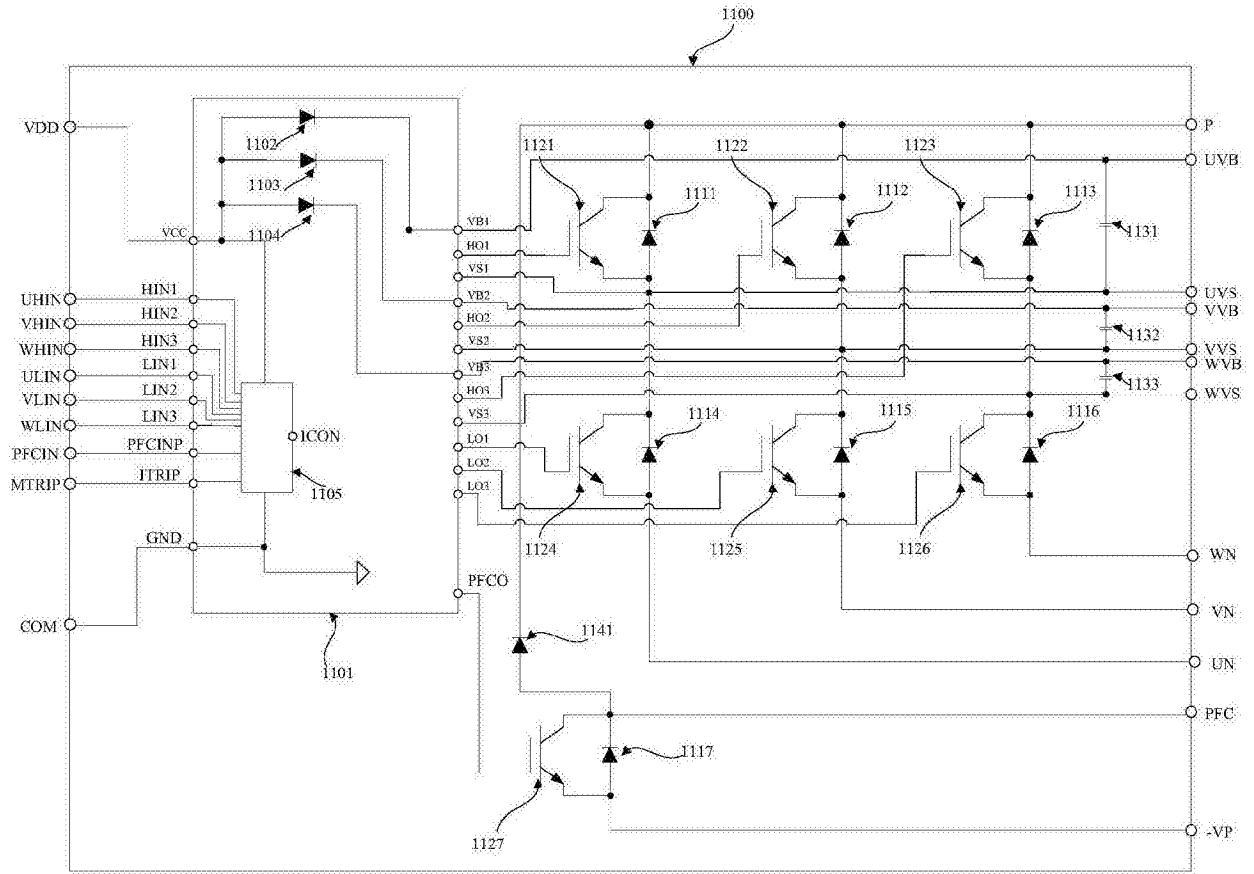 1100
VDD
1102
1103
1104
VCC
UHIN HIN1
VHIN HIN2
WHIN HIN3
ULIN LIN1
VLIN LIN2
WLIN LIN3
PFCIN PFCINP
MTRIP ITRIP
GND
COM
ICON
1105
1101
VB1
HO1
VS1
VB2
HO2
VS2
VB3
HO3
VS3
LO1
LO2
LO3
PFCO
1121
1111
1122
1112
1123
1113
1131
1132
1133
1114
1115
1116
1124
1125
1126
1141
1117
1127
P
UVB
UVS
VVB
VVS
WVB
WVS
WN
VN
UN
PFC
-VP